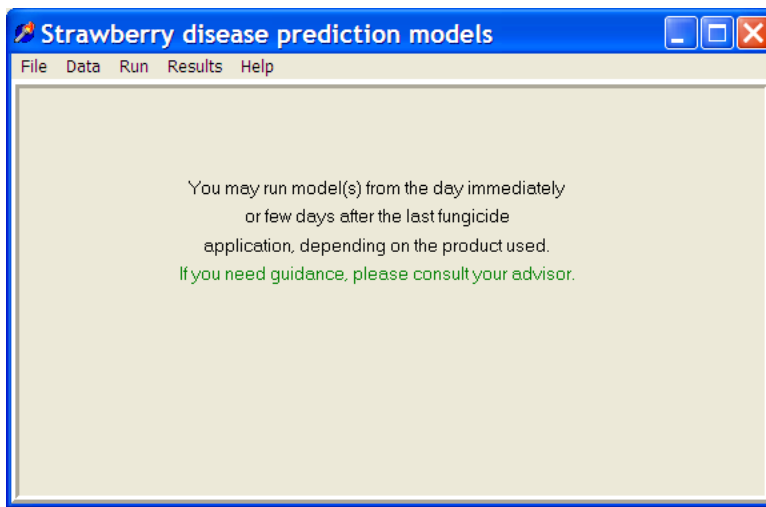 Strawberry disease prediction models
File Data Run Results Help
You may run model(s) from the day immediately
or few days after the last fungicide
application, depending on the product used.
If you need guidance, please consult your advisor.